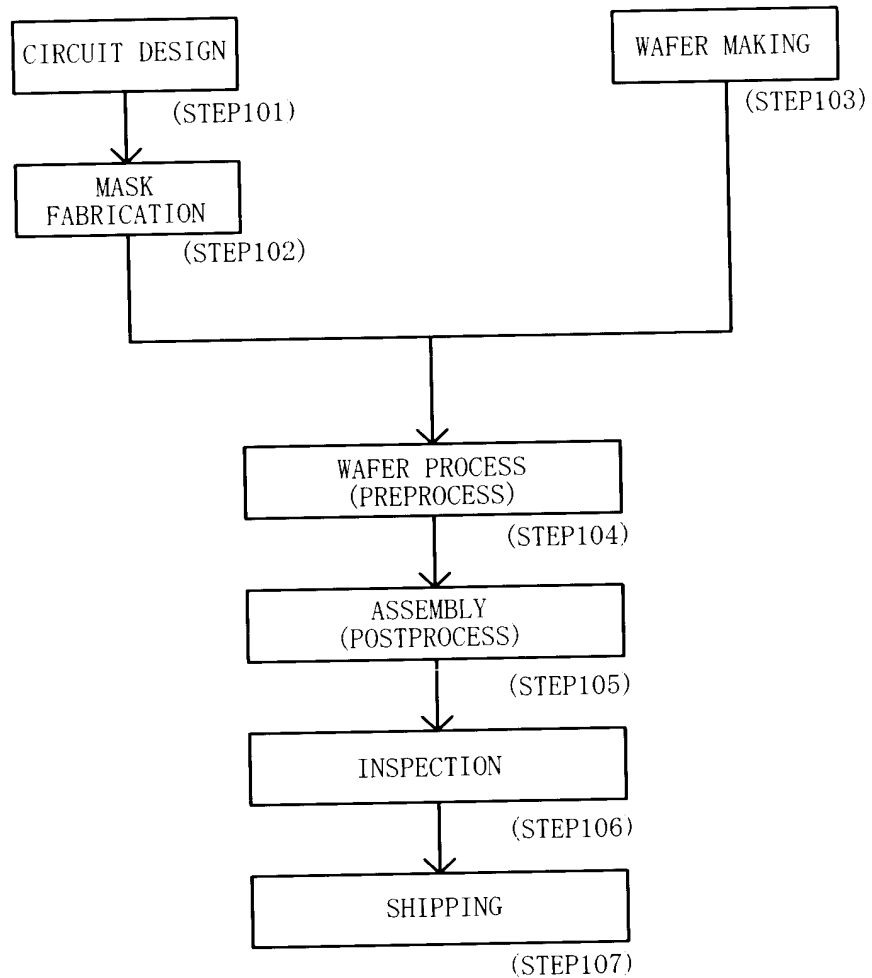 CIRCUIT DESIGN
(STEP101)
MASK
FABRICATION
(STEP102)
WAFER MAKING
(STEP103)
WAFER PROCESS
(PREPROCESS)
(STEP104)
ASSEMBLY
(POSTPROCESS)
(STEP105)
INSPECTION
(STEP106)
SHIPPING
(STEP107)